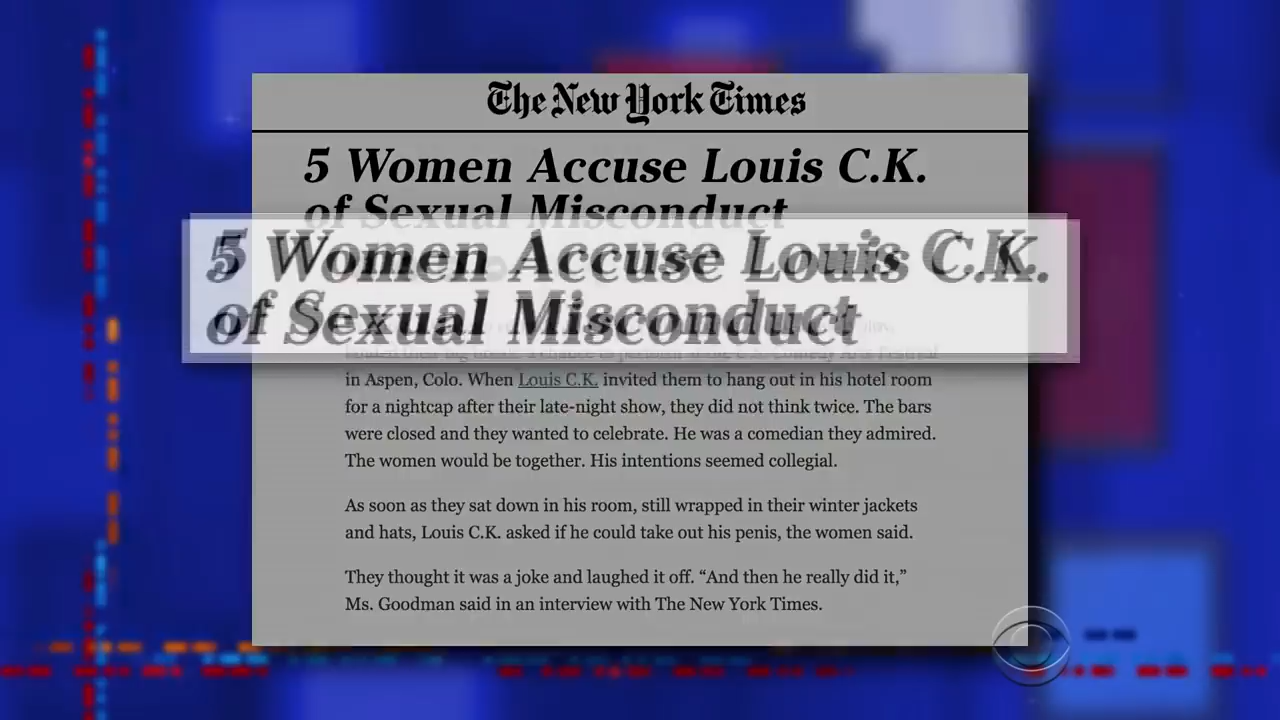 The New York Times
5 Women Accuse Louis C.K.
of Sexual Misconduct
5 Women Accuse Louis C.K.
of Sexual Misconduct
in Aspen, Colo. When Louis C.K. invited them to hang out in his hotel room
for a nightcap after their late-night show, they did not think twice. The bars
were closed and they wanted to celebrate. He was a comedian they admired.
The women would be together. His intentions seemed collegial.
As soon as they sat down in his room, still wrapped in their winter jackets
and hats, Louis C.K. asked if he could take out his penis, the women said.
They thought it was a joke and laughed it off. “And then he really did it,”
Ms. Goodman said in an interview with The New York Times.